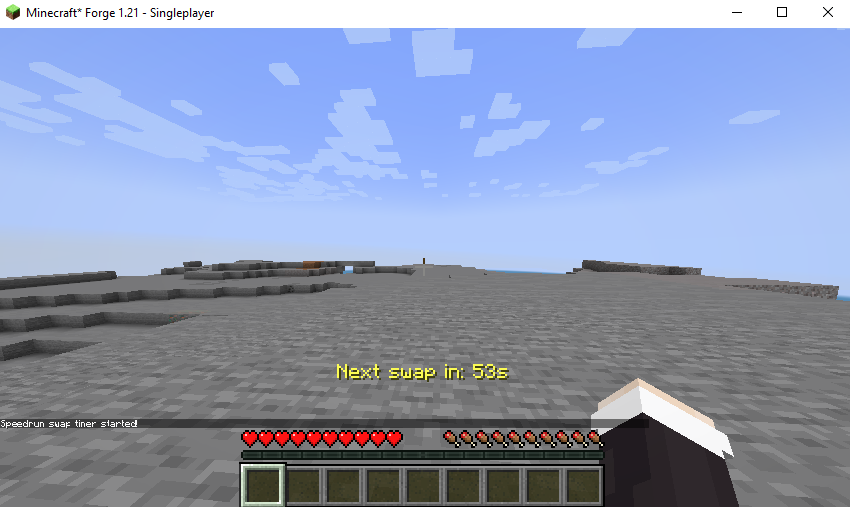 Minecraft* Forge 1.21 - Singleplayer
Next swap in: 53s
Speedrun swap timer started!